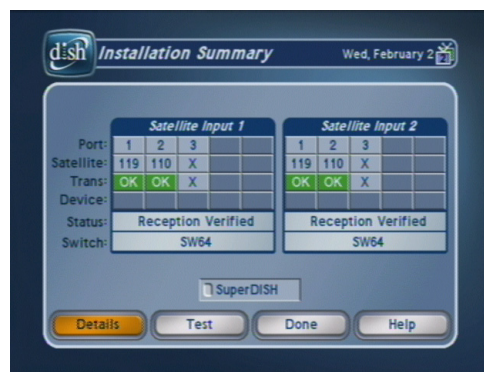 dish Installation Summary Wed, February 2
Satellite Input 1 Satellite Input 2
Port: 1 2 3 1 2 3
Satellite: 119 110 X 119 110 X
Trans: OK OK X OK OK X
Device:
Status: Reception Verified Reception Verified
Switch: SW64 SW64
SuperDISH
Details Test Done Help